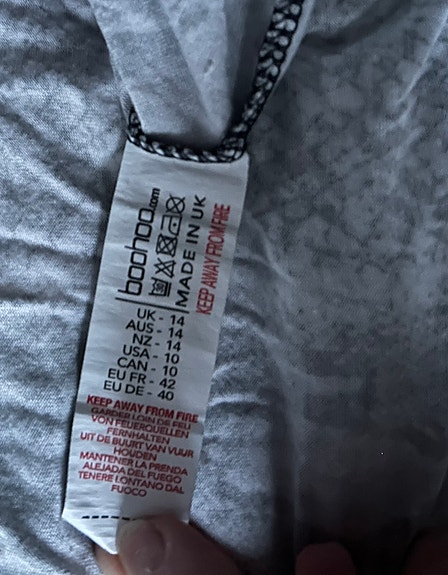 boohoo.com
30
MADE IN UK
KEEP AWAY FROM FIRE
UK - 14
AUS - 14
NZ - 14
USA - 10
CAN - 10
EU FR - 42
EU DE - 40
KEEP AWAY FROM FIRE
GARDER LOIN DE FEU
VON FEUERQUELLEN
FERNHALTEN
UIT DE BUURT VAN VUUR
HOUDEN
MANTENER LA PRENDA
ALEJADA DEL FUEGO
TENERE LONTANO DAL
FUOCO